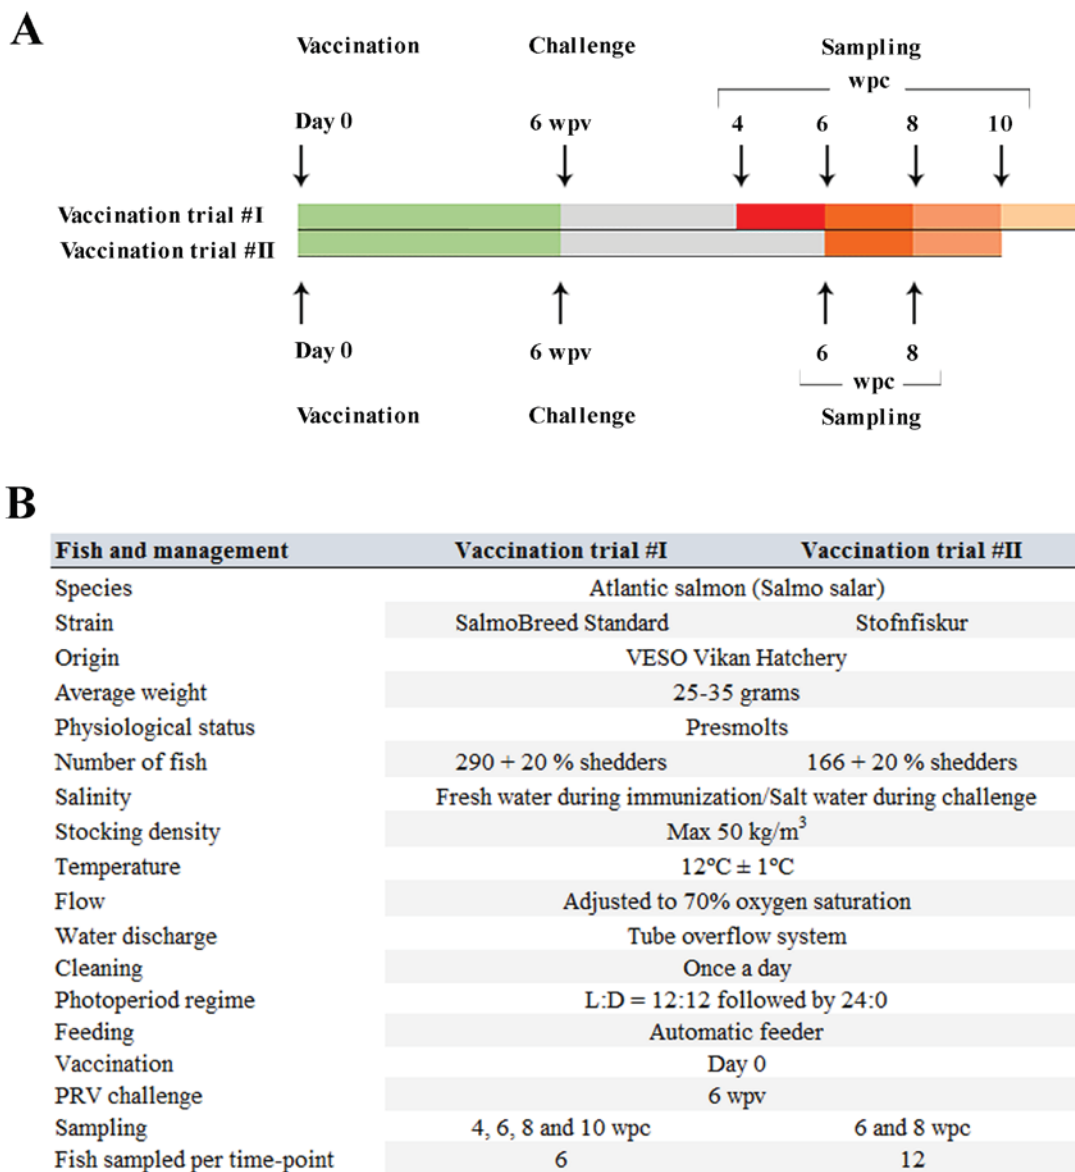 A
Vaccination Challenge Sampling
wpc
Day 0 6 wpv 4 6 8 10
Vaccination trial #I
Vaccination trial #II
Day 0 6 wpv 6 8
wpc
Vaccination Challenge Sampling
B
Fish and management Vaccination trial #I Vaccination trial #II
Species Atlantic salmon (Salmo salar)
Strain SalmoBreed Standard Stofnfiskur
Origin VESO Vikan Hatchery
Average weight 25-35 grams
Physiological status Presmolts
Number of fish 290 + 20 % shedders 166 + 20 % shedders
Salinity Fresh water during immunization/Salt water during challenge
Stocking density Max 50 kg/m³
Temperature 12°C ± 1°C
Flow Adjusted to 70% oxygen saturation
Water discharge Tube overflow system
Cleaning Once a day
Photoperiod regime L:D = 12:12 followed by 24:0
Feeding Automatic feeder
Vaccination Day 0
PRV challenge 6 wpv
Sampling 4, 6, 8 and 10 wpc 6 and 8 wpc
Fish sampled per time-point 6 12